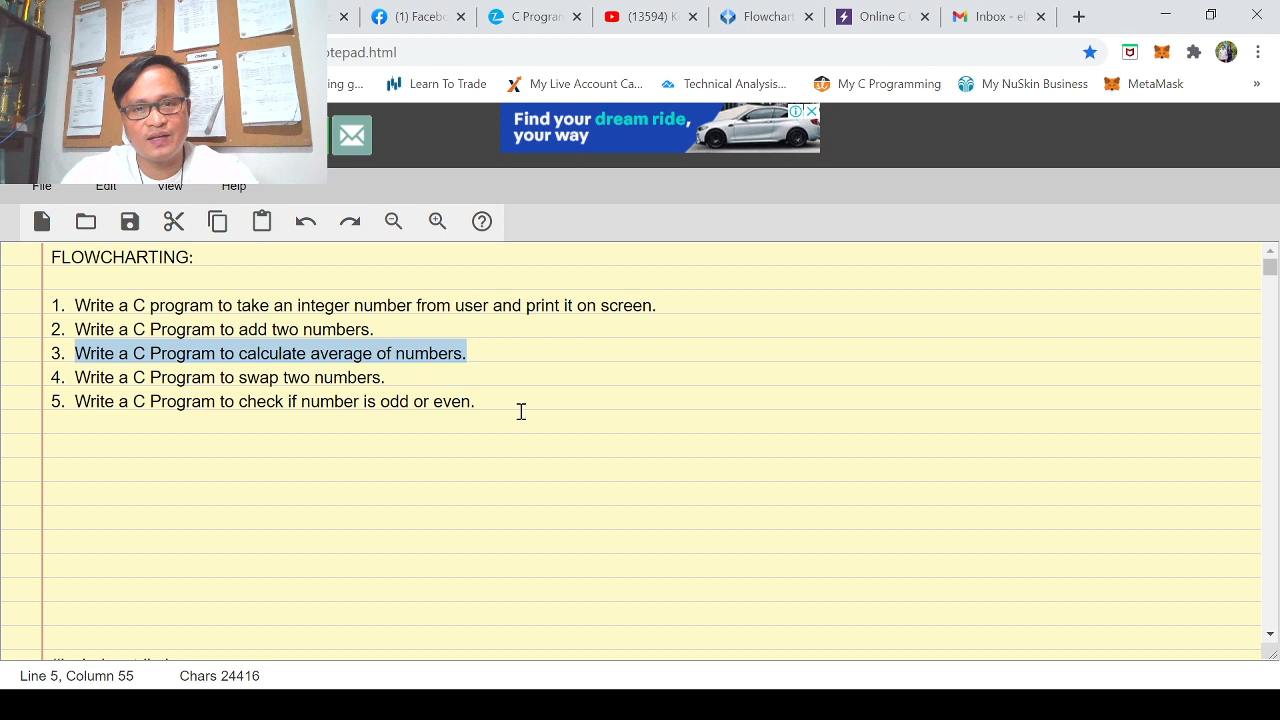 (1) Faceb
C Progran
(13594) K
Flowchart
Online
Inbox - el
otepad.html
ing g...
Learn To Trade
My Live Account Ca...
Technical Analysis...
My C Programming
My NuSkin Business
MetaMask
»
Find your dream ride,
your way
File Edit View Help
FLOWCHARTING:
1. Write a C program to take an integer number from user and print it on screen.
2. Write a C Program to add two numbers.
3. Write a C Program to calculate average of numbers.
4. Write a C Program to swap two numbers.
5. Write a C Program to check if number is odd or even.
Line 5, Column 55 Chars 24416